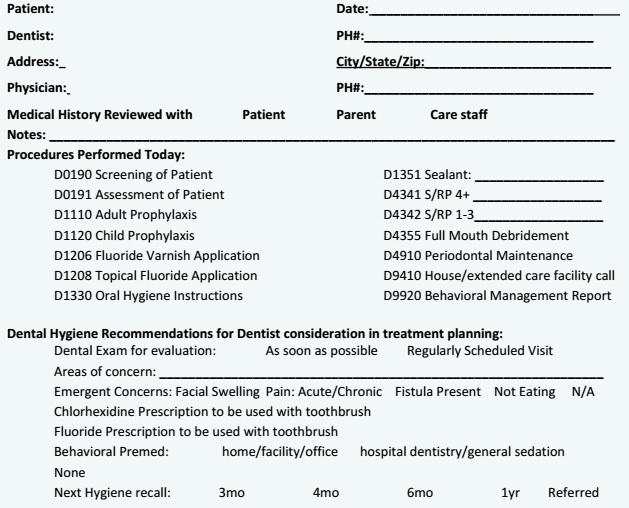 Patient: Date:
Dentist: PH#:
Address: City/State/Zip:
Physician: PH#:
Medical History Reviewed with Patient Parent Care staff
Notes:
Procedures Performed Today:
D0190 Screening of Patient D1351 Sealant:
D0191 Assessment of Patient D4341 S/RP 4+
D1110 Adult Prophylaxis D4342 S/RP 1-3
D1120 Child Prophylaxis D4355 Full Mouth Debridement
D1206 Fluoride Varnish Application D4910 Periodontal Maintenance
D1208 Topical Fluoride Application D9410 House/extended care facility call
D1330 Oral Hygiene Instructions D9920 Behavioral Management Report
Dental Hygiene Recommendations for Dentist consideration in treatment planning:
Dental Exam for evaluation: As soon as possible Regularly Scheduled Visit
Areas of concern:
Emergent Concerns: Facial Swelling Pain: Acute/Chronic Fistula Present Not Eating N/A
Chlorhexidine Prescription to be used with toothbrush
Fluoride Prescription to be used with toothbrush
Behavioral Premed: home/facility/office hospital dentistry/general sedation
None
Next Hygiene recall: 3mo 4mo 6mo 1yr Referred